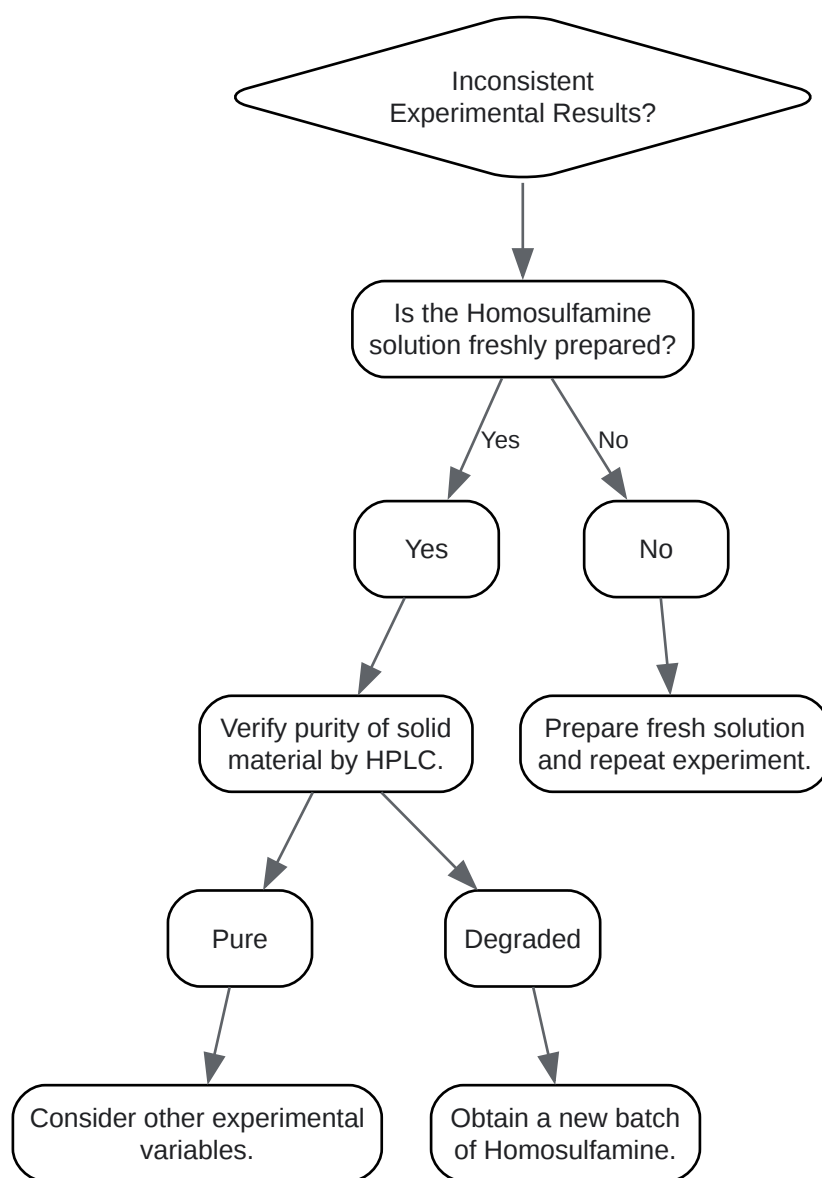 Inconsistent
Experimental Results?
Is the Homosulfamine
solution freshly prepared?
Yes
No
Yes
No
Verify purity of solid
material by HPLC.
Prepare fresh solution
and repeat experiment.
Pure
Degraded
Consider other experimental
variables.
Obtain a new batch
of Homosulfamine.